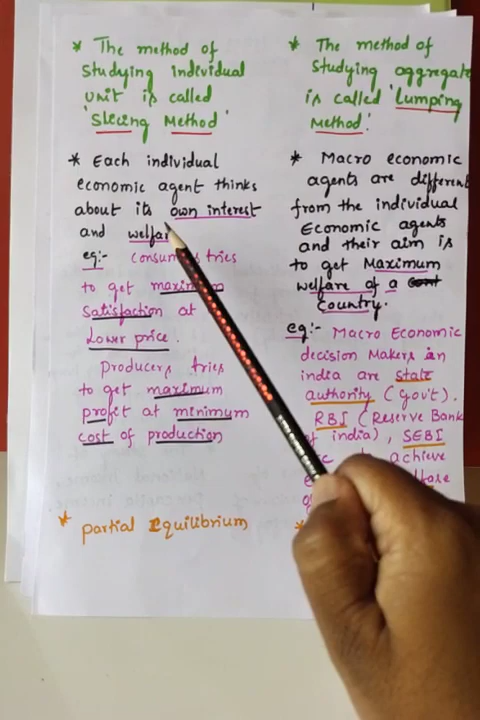 * The method of
studying individual
unit is called
'Slicing Method'
* Each individual
economic agent thinks
about its own interest
and welfar
eg:- Consumers tries
to get maximum
satisfaction at
Lower price.
Producers tries
to get maximum
profit at minimum
cost of production
* partial Equilibrium
* The method of
studying aggregate
is called 'Lumping
Method'.
* Macro economic
agents are different
from the individual
Economic agents
and their aim is
to get Maximum
welfare of a
Country.
eg:- Macro Economic
decision Makers in
india are state
authority (Gov't).
RBI (Reserve Bank
of india), SEBI
achieve
*